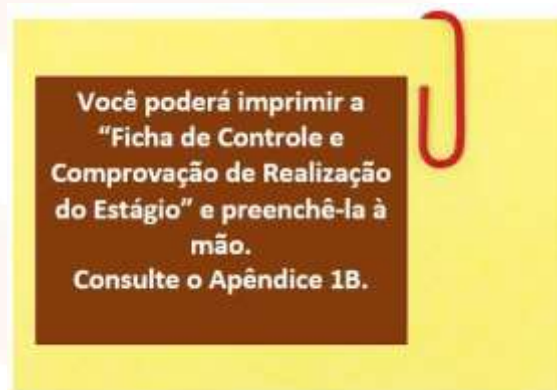 Você poderá imprimir a
“Ficha de Controle e
Comprovação de Realização
do Estágio” e preenchê-la à
mão.
Consulte o Apêndice 1B.